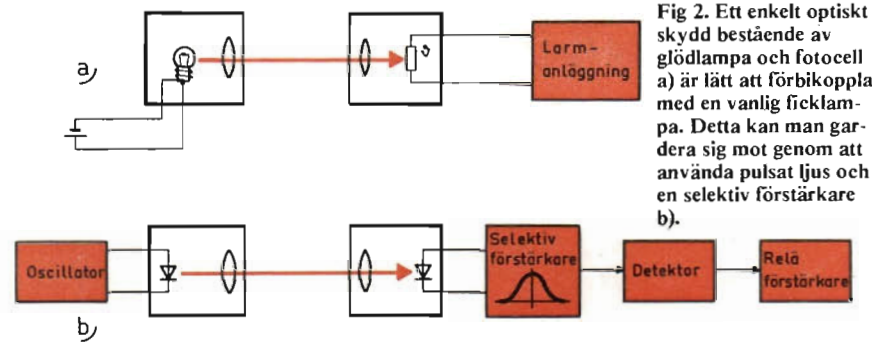 Fig 2. Ett enkelt optiskt
skydd bestående av
glödlampa och fotocell
a) är lätt att förbikoppla
med en vanlig ficklam-
pa. Detta kan man gar-
dera sig mot genom att
använda pulsat ljus och
en selektiv förstärkare
b).
a)
Larm-
anläggning
b)
Oscillator
Selektiv
förstärkare
Detektor
Relä
förstärkare